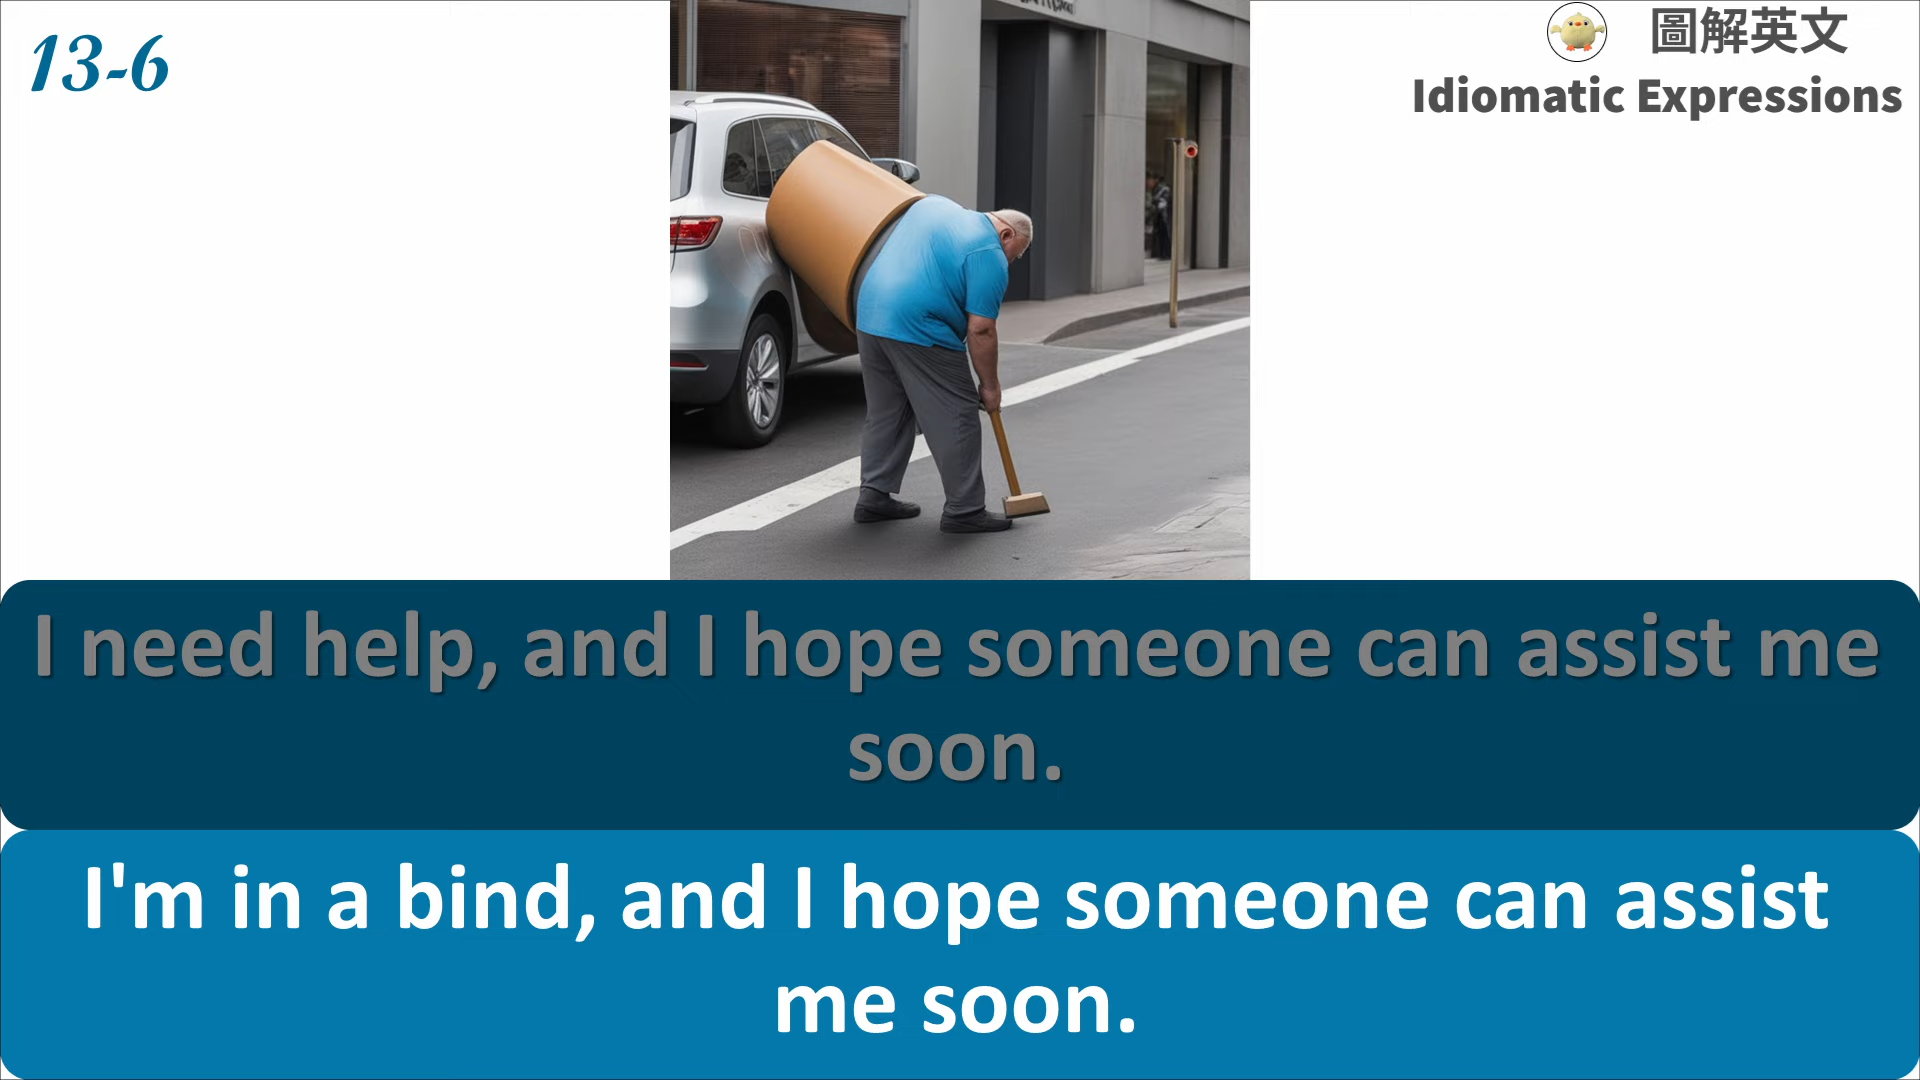 13-6
圖解英文
Idiomatic Expressions
I need help, and I hope someone can assist me
soon.
I'm in a bind, and I hope someone can assist
me soon.